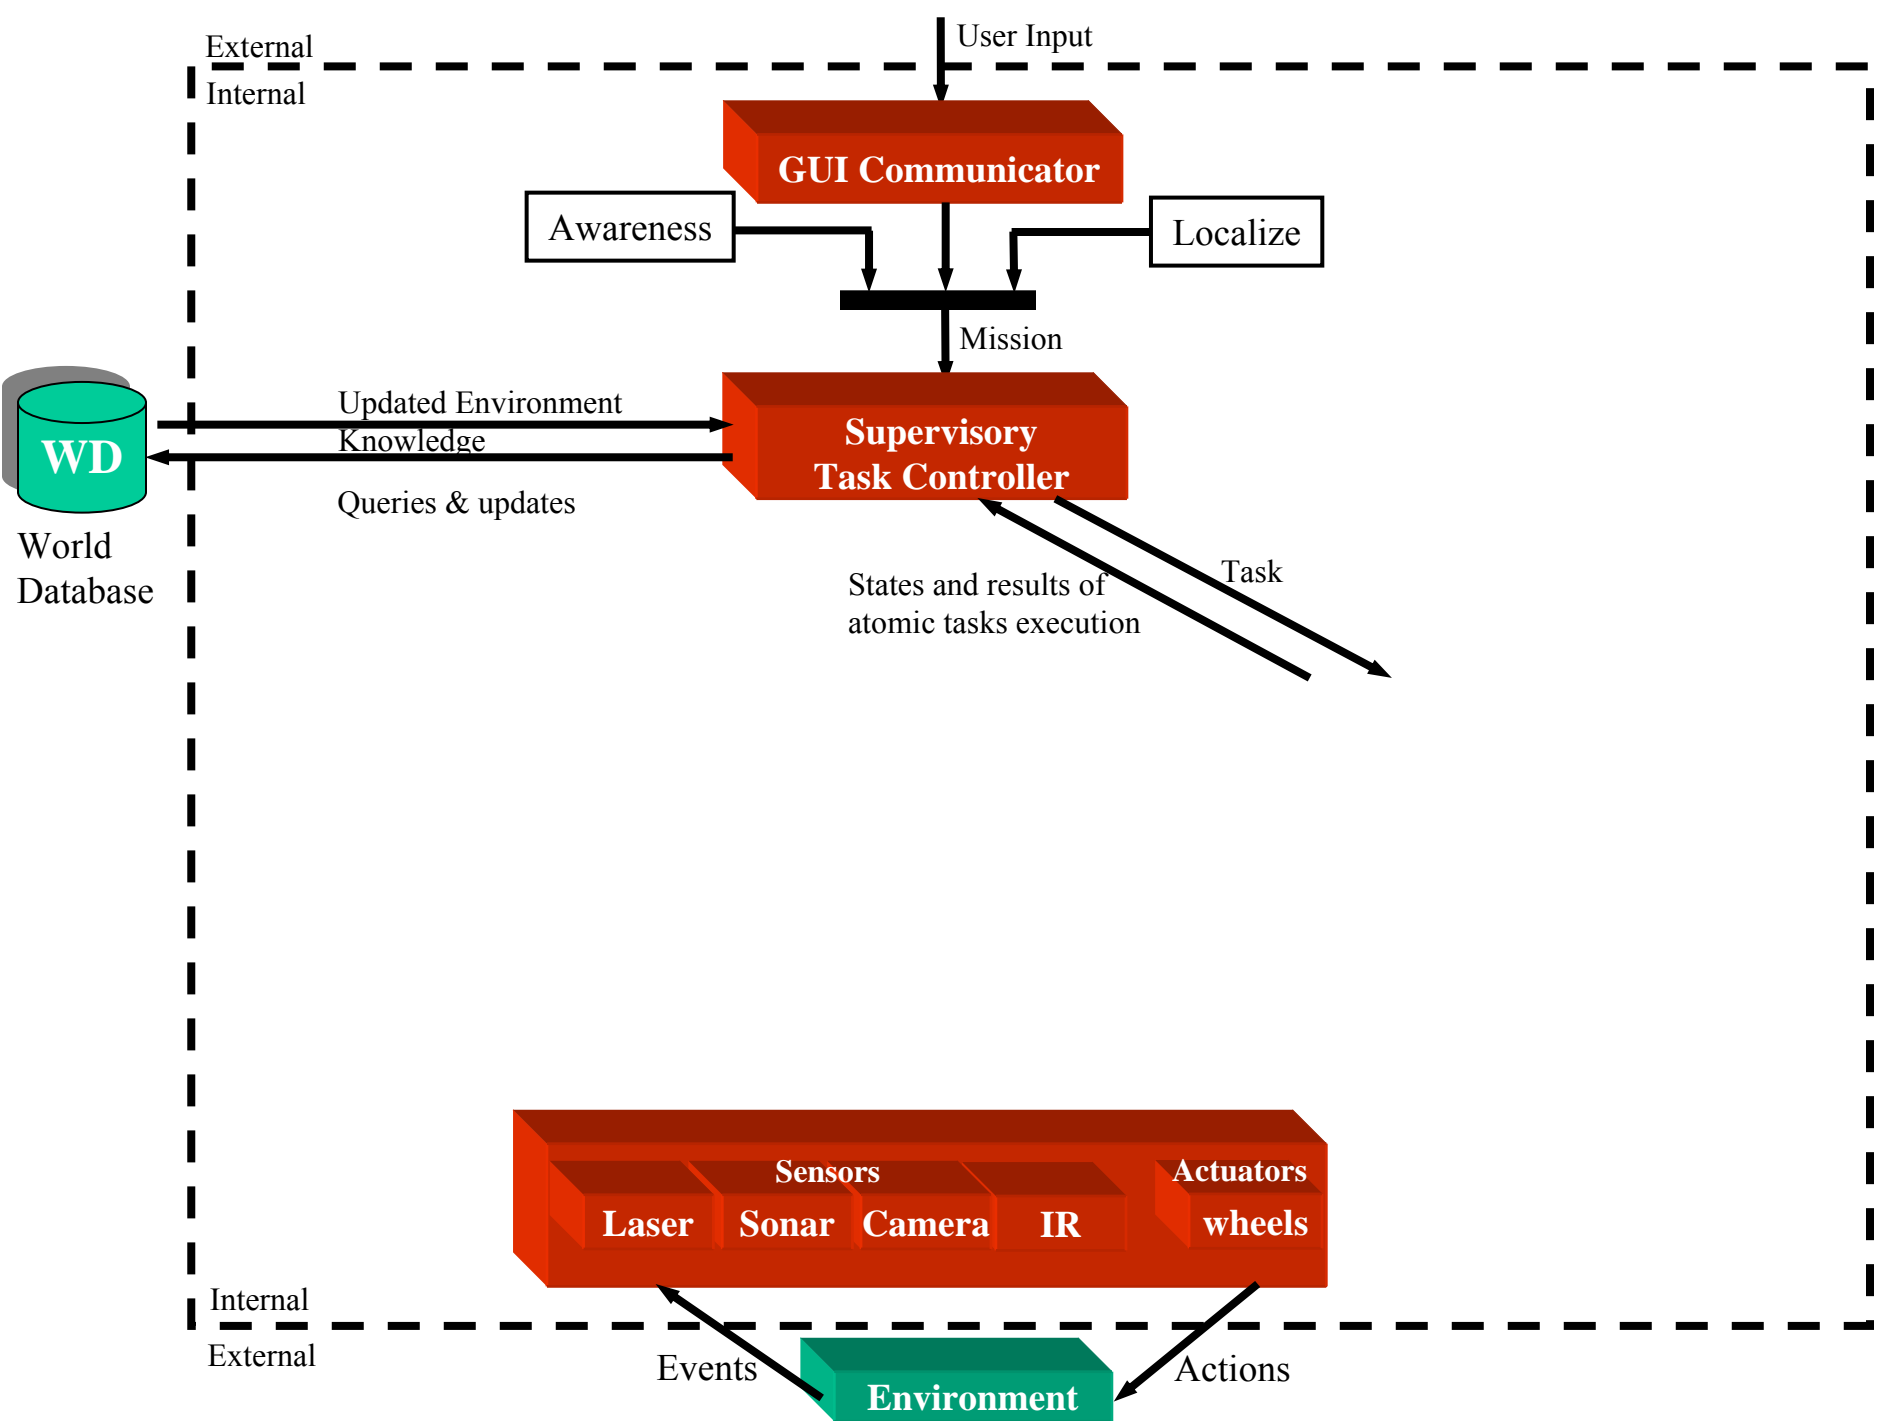 External
User Input
Internal
GUI Communicator
Awareness
Localize
Mission
Updated Environment
Knowledge
Supervisory
Task Controller
WD
Queries & updates
World
Database
States and results of
atomic tasks execution
Task
Sensors
Actuators
Laser
Sonar
Camera
IR
wheels
Internal
External
Events
Actions
Environment